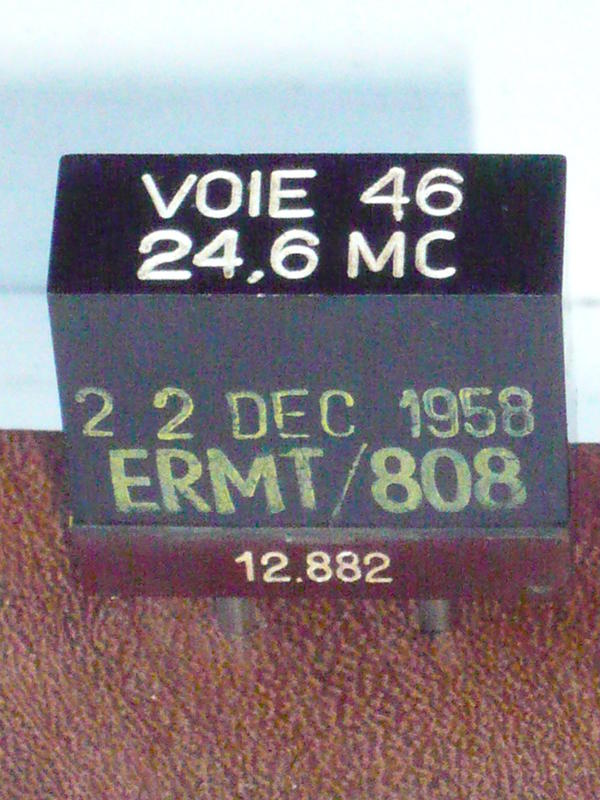 VOIE 46
24,6 MC
2 2 DEC 1958
ERMT/808
12.882